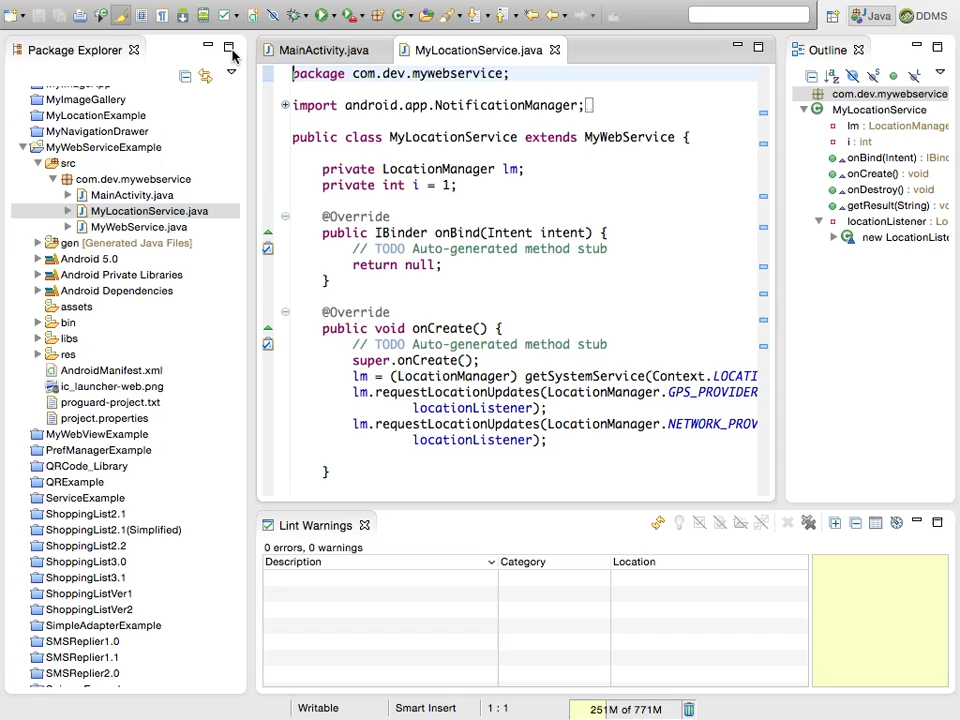 Java
DDMS
Package Explorer
MyImageGallery
MyLocationExample
MyNavigationDrawer
MyWebServiceExample
src
com.dev.mywebservice
MainActivity.java
MyLocationService.java
MyWebService.java
gen [Generated Java Files]
Android 5.0
Android Private Libraries
Android Dependencies
assets
bin
libs
res
AndroidManifest.xml
ic_launcher-web.png
proguard-project.txt
project.properties
MyWebViewExample
PrefManagerExample
QRCode_Library
QRExample
ServiceExample
ShoppingList2.1
ShoppingList2.1(Simplified)
ShoppingList2.2
ShoppingList3.0
ShoppingList3.1
ShoppingListVer1
ShoppingListVer2
SimpleAdapterExample
SMSReplier1.0
SMSReplier1.1
SMSReplier2.0
MainActivity.java
MyLocationService.java
package com.dev.mywebservice;
import android.app.NotificationManager;
public class MyLocationService extends MyWebService {
private LocationManager lm;
private int i = 1;
@Override
public IBinder onBind(Intent intent) {
// TODO Auto-generated method stub
return null;
}
@Override
public void onCreate() {
// TODO Auto-generated method stub
super.onCreate();
lm = (LocationManager) getSystemService(Context.LOCATI
lm.requestLocationUpdates(LocationManager.GPS_PROVIDER
locationListener);
lm.requestLocationUpdates(LocationManager.NETWORK_PROV
locationListener);
}
Outline
com.dev.mywebservice
MyLocationService
lm : LocationManage
i : int
onBind(Intent) : IBinc
onCreate() : void
onDestroy() : void
getResult(String) : vo
locationListener : Lo
new LocationListe
Lint Warnings
0 errors, 0 warnings
Description
Category
Location
Writable
Smart Insert
1 : 1
251M of 771M